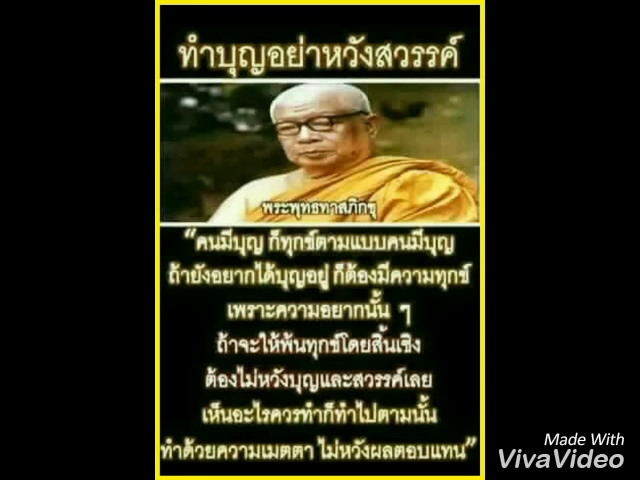 ทำบุญอย่าหวังสวรรค์
พระพุทธทาสภิกขุ
“คนมีบุญ ก็ทุกข์ตามแบบคนมีบุญ
ถ้ายังอยากได้บุญอยู่ ก็ต้องมีความทุกข์
เพราะความอยากนั้น ๆ
ถ้าจะให้พ้นทุกข์โดยสิ้นเชิง
ต้องไม่หวังบุญและสวรรค์เลย
เห็นอะไรควรทำก็ทำไปตามนั้น
ทำด้วยความเมตตา ไม่หวังผลตอบแทน”
Made With
VivaVideo